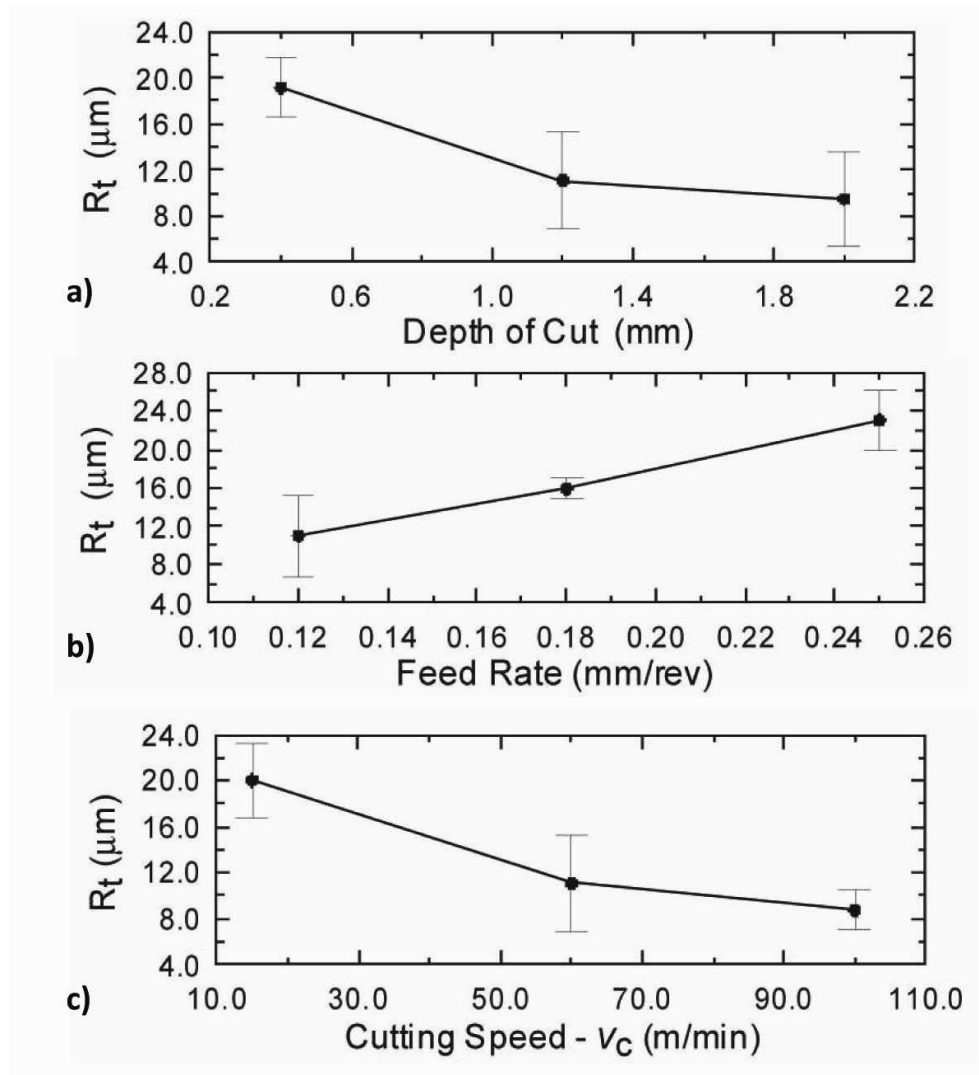 24.0
20.0
16.0
12.0
8.0
4.0
Rt (μm)
a)
0.2 0.6 1.0 1.4 1.8 2.2
Depth of Cut (mm)
28.0
24.0
20.0
16.0
12.0
8.0
4.0
Rt (μm)
b)
0.10 0.12 0.14 0.16 0.18 0.20 0.22 0.24 0.26
Feed Rate (mm/rev)
24.0
20.0
16.0
12.0
8.0
4.0
Rt (μm)
c)
10.0 30.0 50.0 70.0 90.0 110.0
Cutting Speed - vc (m/min)